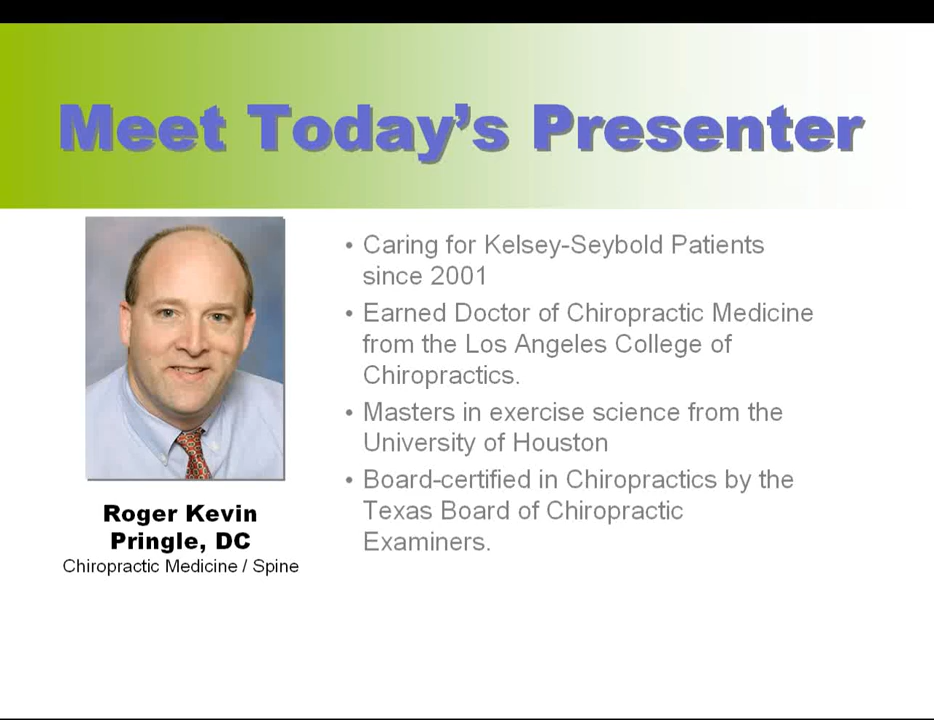 Meet Today's Presenter
• Caring for Kelsey-Seybold Patients
since 2001
• Earned Doctor of Chiropractic Medicine
from the Los Angeles College of
Chiropractics.
• Masters in exercise science from the
University of Houston
• Board-certified in Chiropractics by the
Texas Board of Chiropractic
Examiners.
Roger Kevin
Pringle, DC
Chiropractic Medicine / Spine